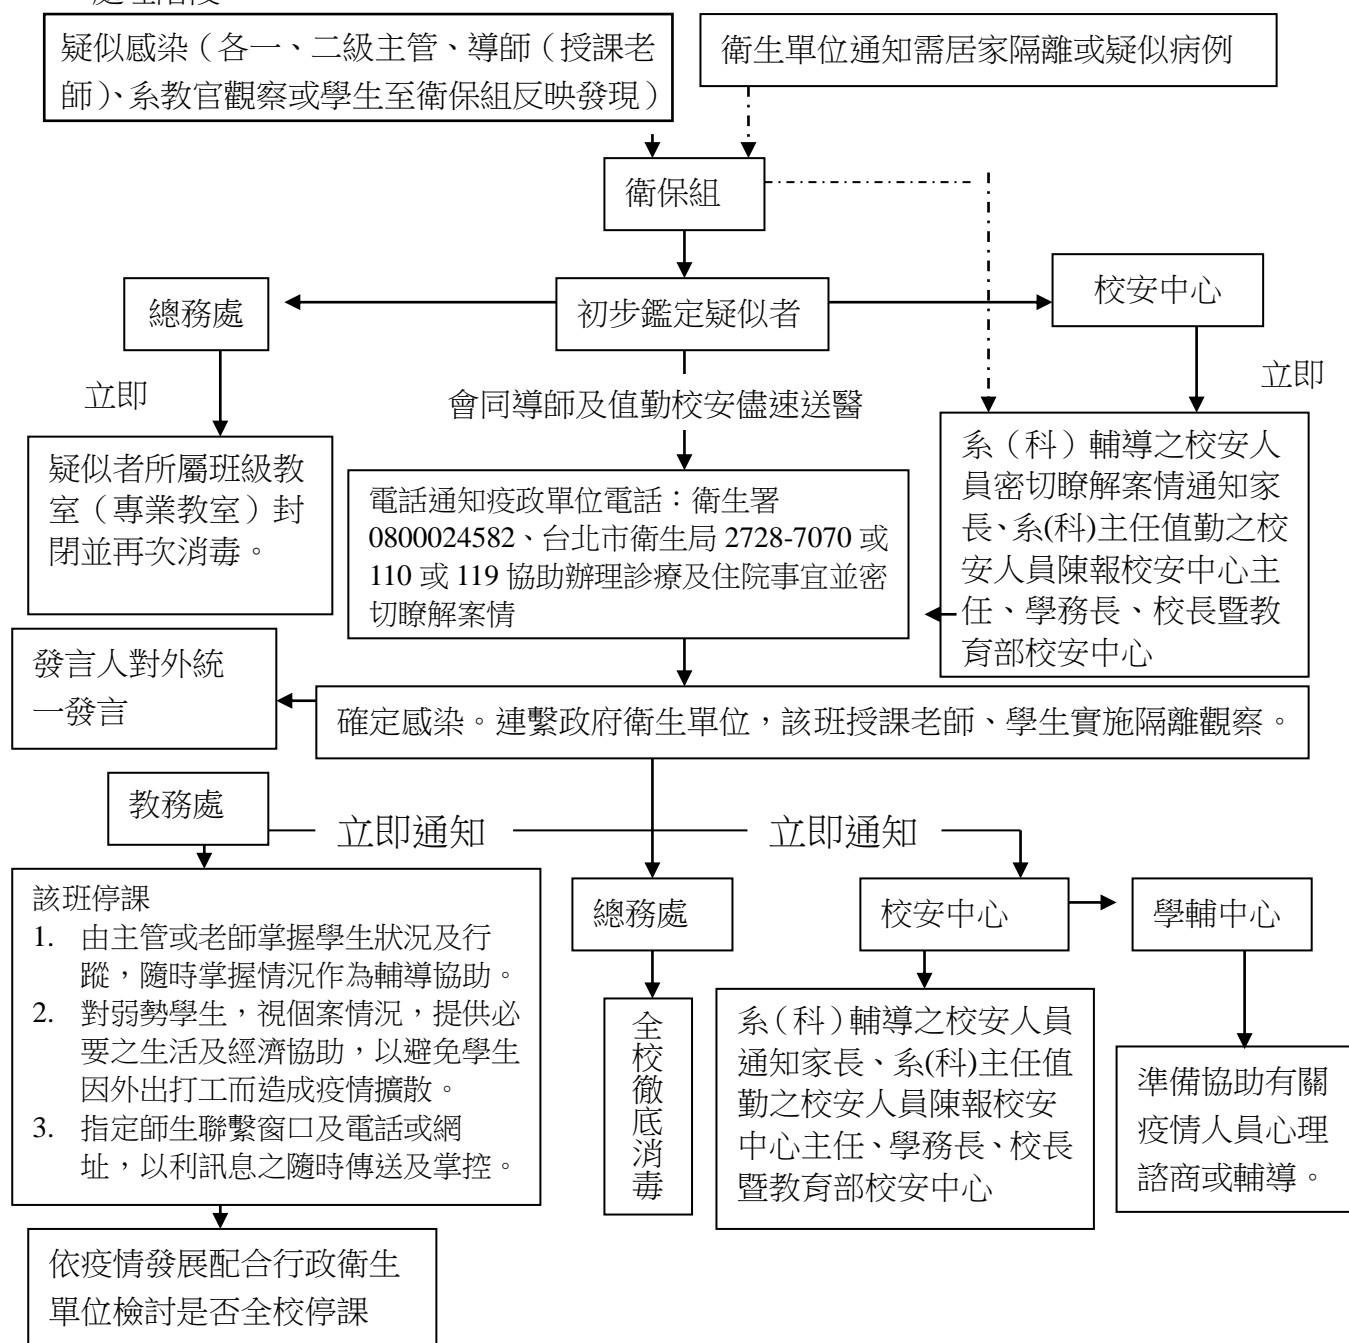 疑似感染（各一、二級主管、導師（授課老
師）、系教官觀察或學生至衛保組反映發現）
衛生單位通知需居家隔離或疑似病例
衛保組
總務處
初步鑑定疑似者
校安中心
立即
會同導師及值勤校安儘速送醫
立即
疑似者所屬班級教
室（專業教室）封
閉並再次消毒。
電話通知疫政單位電話：衛生署
0800024582、台北市衛生局 2728-7070 或
110 或 119 協助辦理診療及住院事宜並密
切瞭解案情
系（科）輔導之校安人
員密切瞭解案情通知家
長、系(科)主任值勤之校
安人員陳報校安中心主
任、學務長、校長暨教
育部校安中心
發言人對外統
一發言
確定感染。連繫政府衛生單位，該班授課老師、學生實施隔離觀察。
教務處
立即通知
立即通知
該班停課
1. 由主管或老師掌握學生狀況及行
蹤，隨時掌握情況作為輔導協助。
2. 對弱勢學生，視個案情況，提供必
要之生活及經濟協助，以避免學生
因外出打工而造成疫情擴散。
3. 指定師生聯繫窗口及電話或網
址，以利訊息之隨時傳送及掌控。
總務處
校安中心
學輔中心
全校徹底消毒
系（科）輔導之校安人員
通知家長、系(科)主任值
勤之校安人員陳報校安
中心主任、學務長、校長
暨教育部校安中心
準備協助有關
疫情人員心理
諮商或輔導。
依疫情發展配合行政衛生
單位檢討是否全校停課